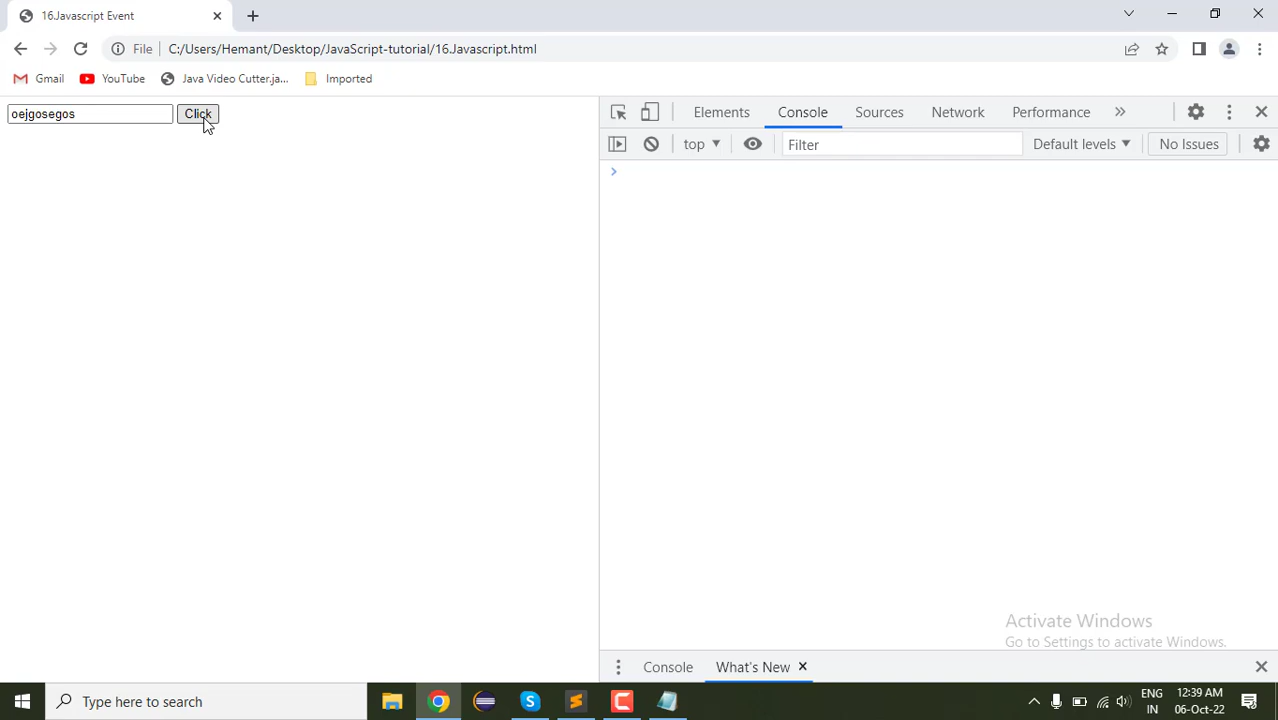 16.Javascript Event
File
C:/Users/Hemant/Desktop/JavaScript-tutorial/16.Javascript.html
Gmail
YouTube
Java Video Cutter.ja...
Imported
oejgosegos
Click
Elements
Console
Sources
Network
Performance
top
Filter
Default levels
No Issues
Activate Windows
Go to Settings to activate Windows.
Console
What's New
Type here to search
ENG
IN
12:39 AM
06-Oct-22